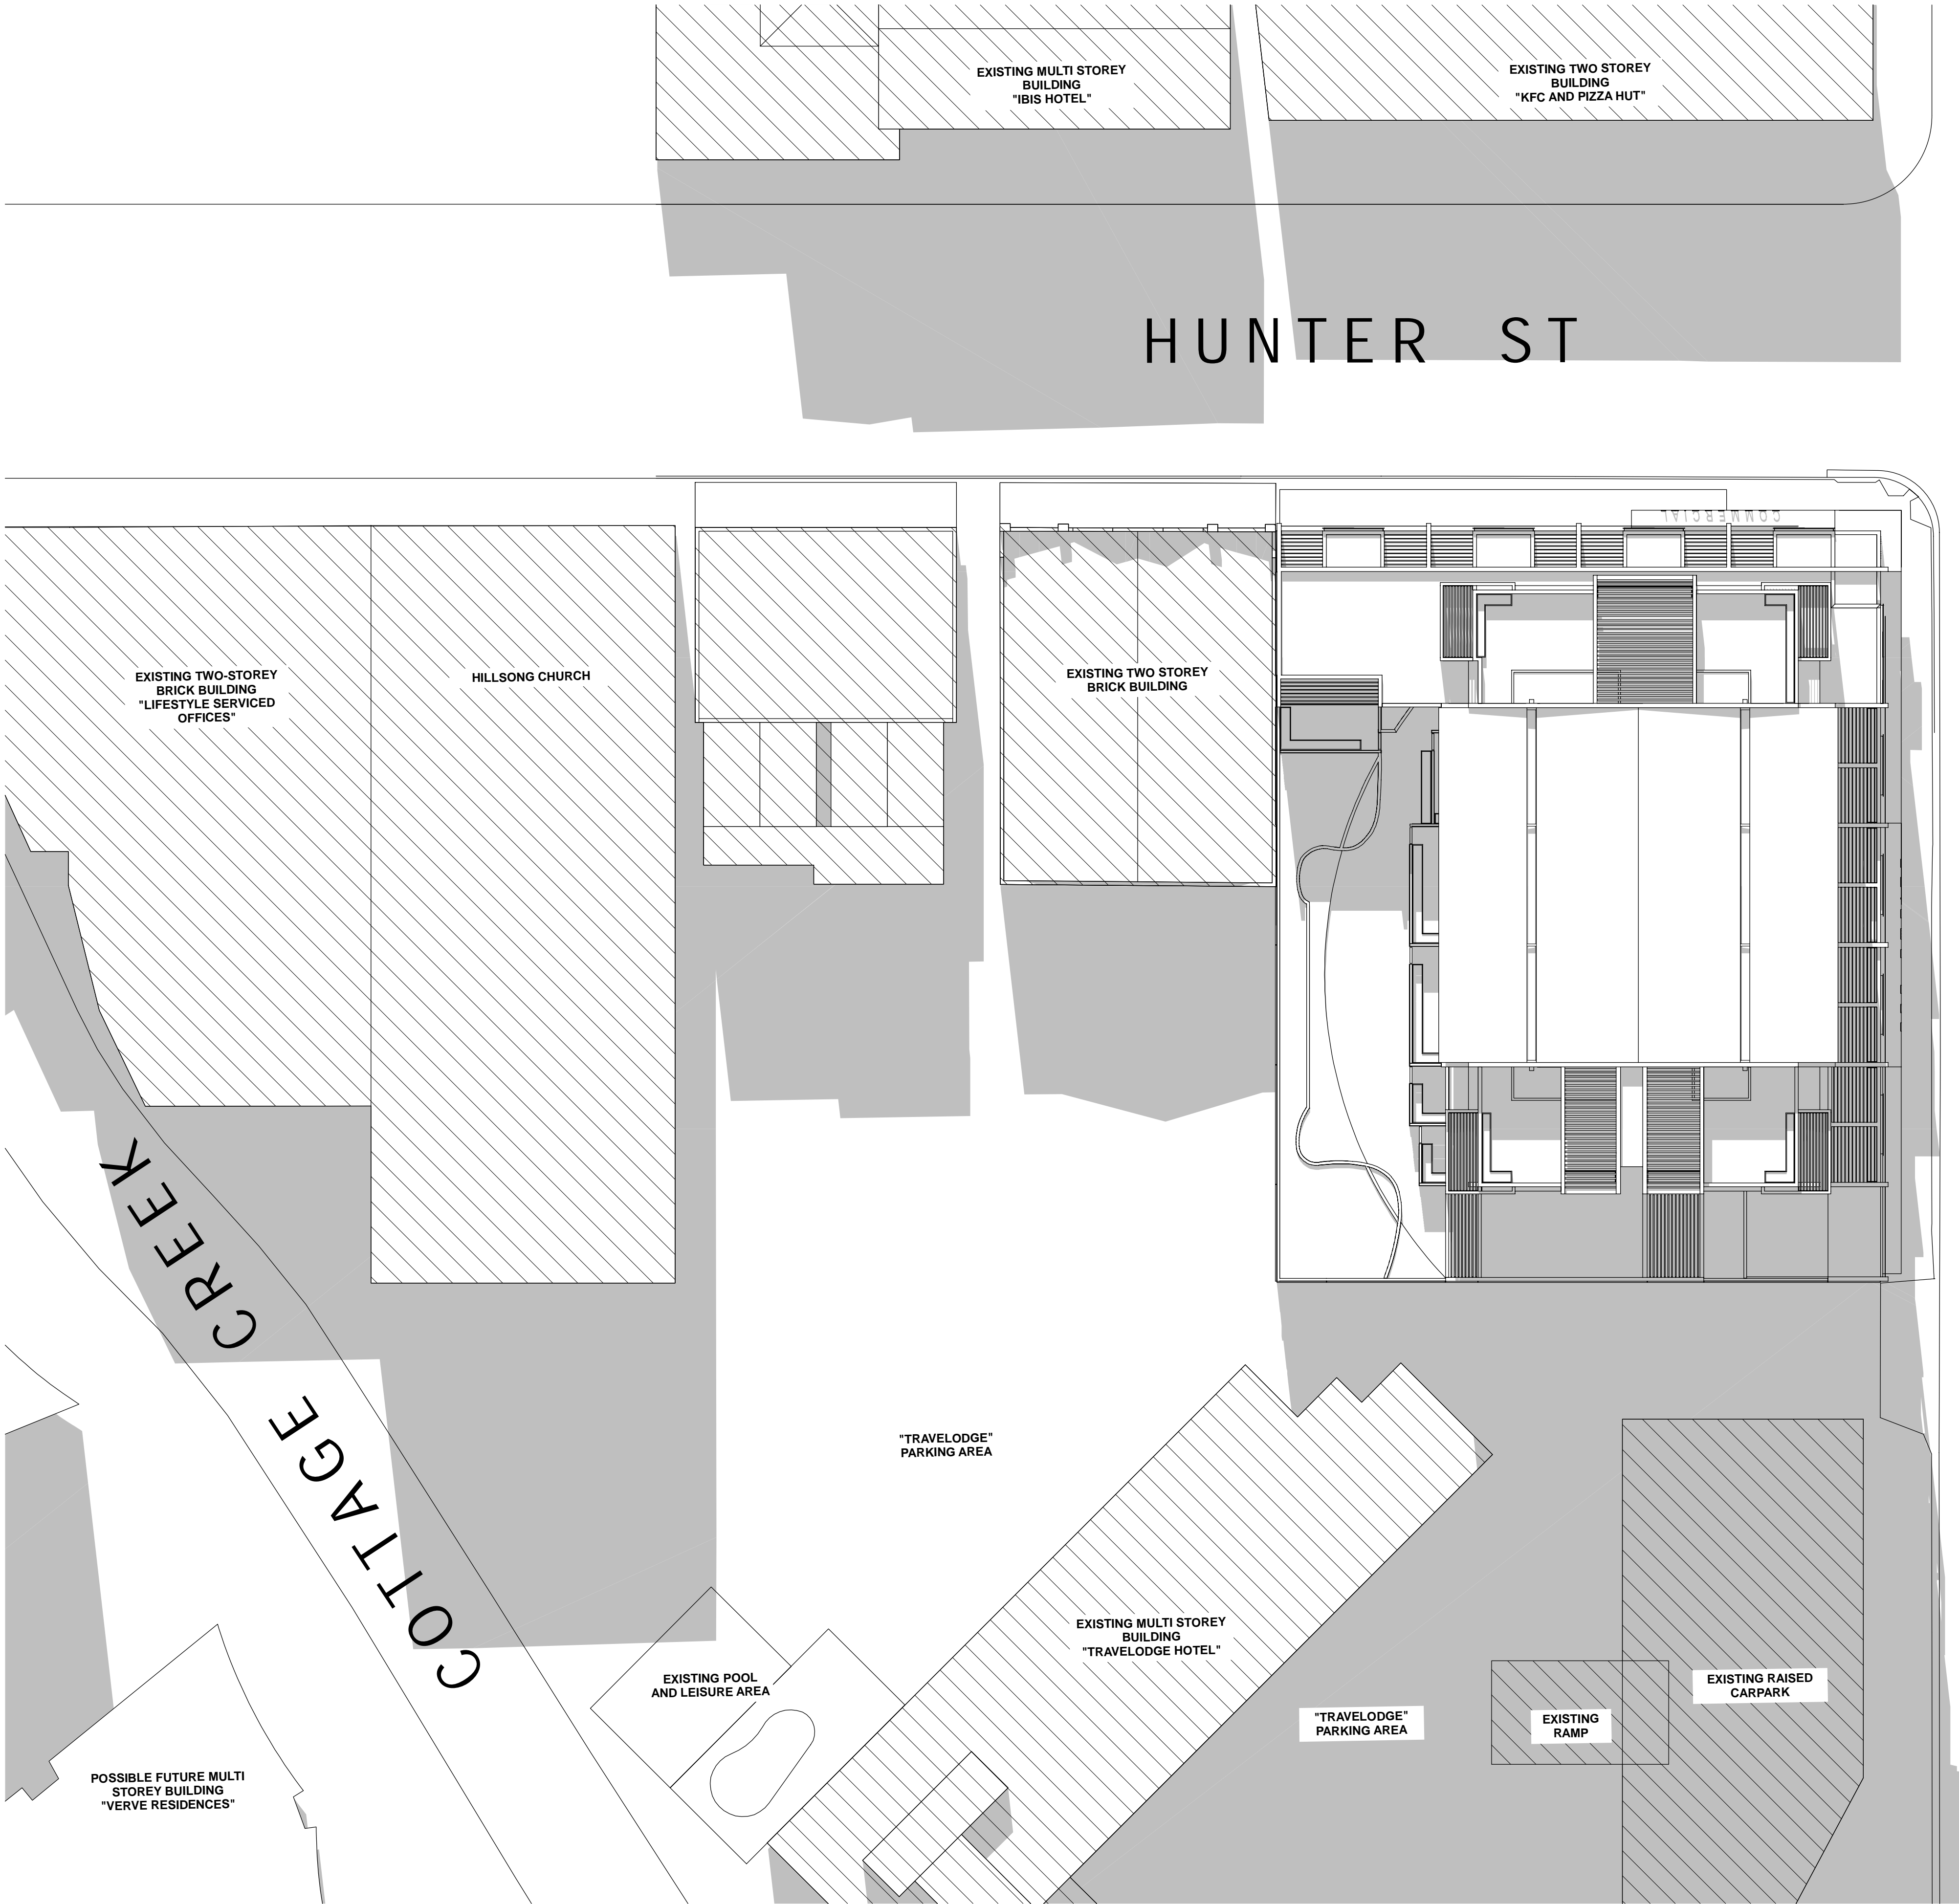 EXISTING MULTI STOREY
BUILDING
"IBIS HOTEL"
EXISTING TWO STOREY
BUILDING
"KFC AND PIZZA HUT"
HUNTER ST
COMMERCIAL
EXISTING TWO-STOREY
BRICK BUILDING
"LIFESTYLE SERVICED
OFFICES"
HILLSONG CHURCH
EXISTING TWO STOREY
BRICK BUILDING
COTTAGE CREEK
"TRAVELODGE"
PARKING AREA
EXISTING MULTI STOREY
BUILDING
"TRAVELODGE HOTEL"
EXISTING POOL
AND LEISURE AREA
"TRAVELODGE"
PARKING AREA
EXISTING
RAMP
EXISTING RAISED
CARPARK
POSSIBLE FUTURE MULTI
STOREY BUILDING
"VERVE RESIDENCES"